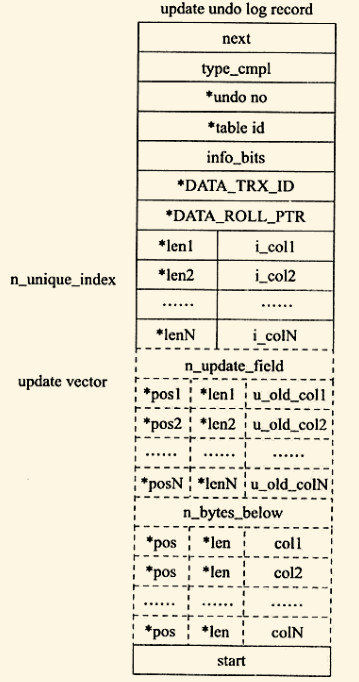 update undo log record
next
type_cmpl
*undo no
*table id
info_bits
*DATA_TRX_ID
*DATA_ROLL_PTR
*len1 i_col1
n_unique_index *len2 i_col2
...... ......
*lenN i_colN
n_update_field
update vector *pos1 *len1 u_old_col1
*pos2 *len2 u_old_col2
...... ...... ......
*posN *lenN u_old_colN
n_bytes_below
*pos *len col1
*pos *len col2
...... ...... ......
*pos *len colN
start